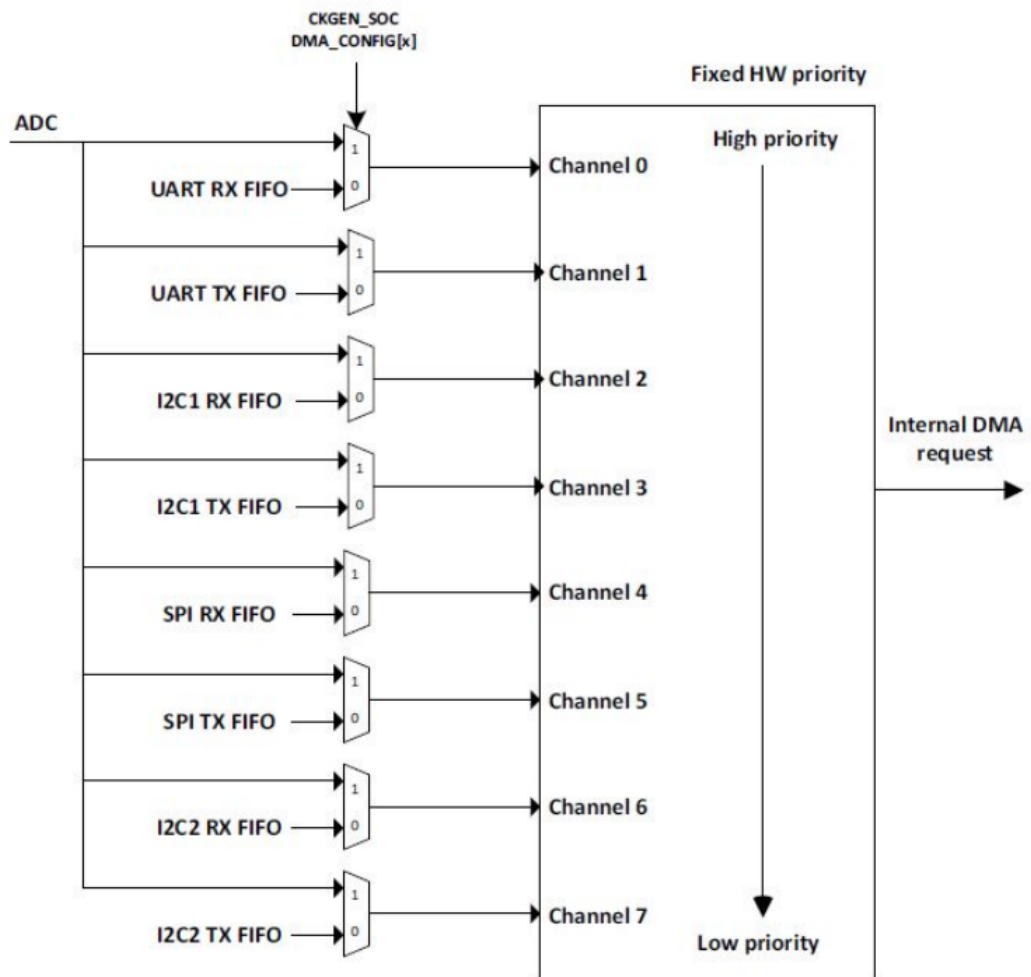 CKGEN_SOC
DMA_CONFIG[x]
Fixed HW priority
ADC
High priority
1
Channel 0
UART RX FIFO
0
1
Channel 1
UART TX FIFO
0
1
Channel 2
I2C1 RX FIFO
0
Internal DMA
request
1
Channel 3
I2C1 TX FIFO
0
1
Channel 4
SPI RX FIFO
0
1
Channel 5
SPI TX FIFO
0
1
Channel 6
I2C2 RX FIFO
0
1
Channel 7
I2C2 TX FIFO
0
Low priority